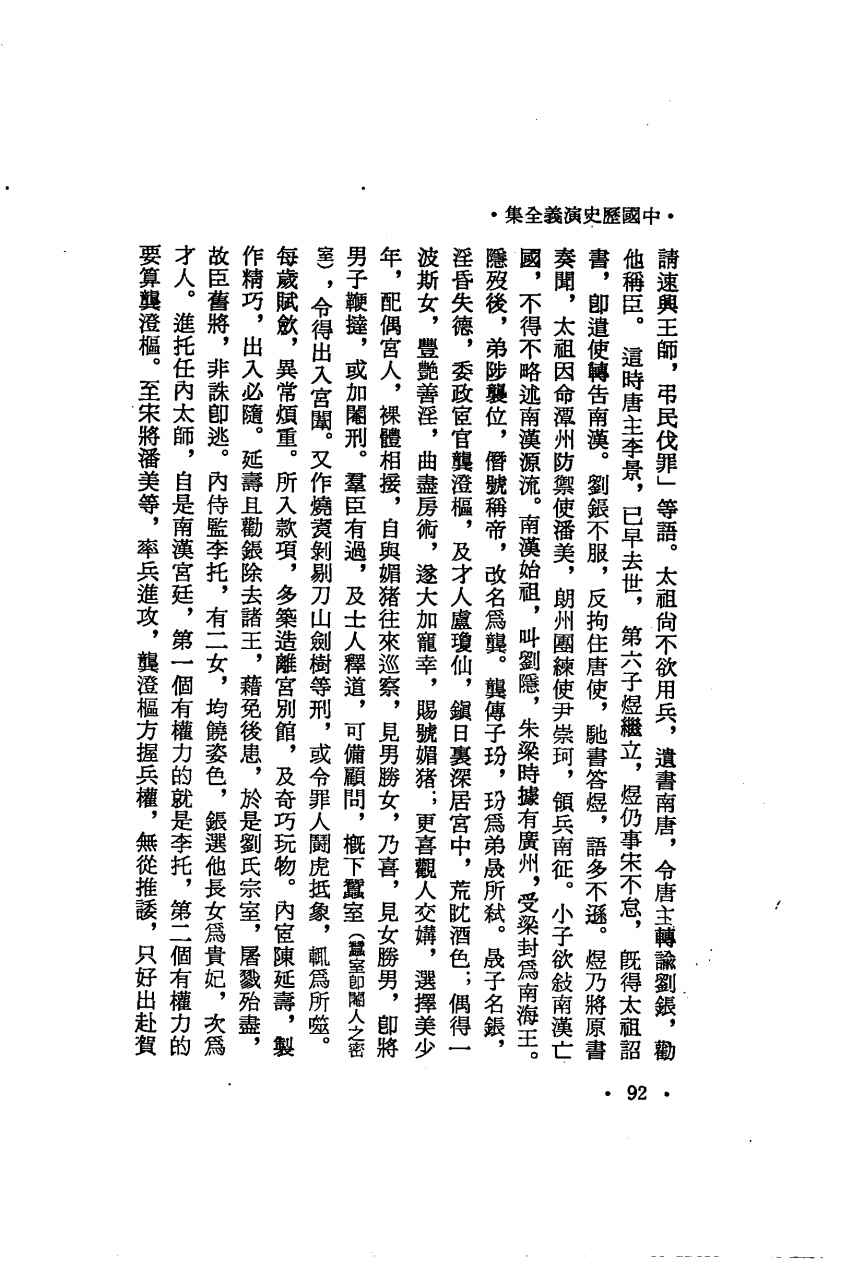 •中國歷史演義全集•
請速興王師，弔民伐罪」等語。太祖尙不欲用兵，遺書南唐，令唐主轉諭劉鋹，勸
他稱臣。這時唐主李景，已早去世，第六子煜繼立，煜仍事宋不怠，旣得太祖詔
書，卽遣使轉告南漢。劉鋹不服，反拘住唐使，馳書答煜，語多不遜。煜乃將原書
奏聞，太祖因命潭州防禦使潘美，朗州團練使尹崇珂，領兵南征。小子欲敍南漢亡
國，不得不略述南漢源流。南漢始祖，叫劉隱，朱梁時據有廣州，受梁封爲南海王。
隱歿後，弟陟襲位，僭號稱帝，改名爲龑。龑傳子玢，玢爲弟晟所弒。晟子名鋹，
淫昏失德，委政宦官龔澄樞，及才人盧瓊仙，鎭日裏深居宮中，荒眈酒色；偶得一
波斯女，豐艷善淫，曲盡房術，遂大加寵幸，賜號媚猪；更喜觀人交媾，選擇美少
年，配偶宮人，裸體相接，自與媚猪往來巡察，見男勝女，乃喜，見女勝男，卽將
男子鞭撻，或加閹刑。羣臣有過，及士人釋道，可備顧問，槪下蠶室（蠶室卽閹人之密
室），令得出入宮闈。又作燒煑剝剔刀山劍樹等刑，或令罪人鬭虎抵象，輒爲所噬。
每歲賦斂，異常煩重。所入款項，多築造離宮別館，及奇巧玩物。內宦陳延壽，製
作精巧，出入必隨。延壽且勸鋹除去諸王，藉免後患，於是劉氏宗室，屠戮殆盡，
故臣舊將，非誅卽逃。內侍監李托，有二女，均饒姿色，鋹選他長女爲貴妃，次爲
才人。進托任內太師，自是南漢宮廷，第一個有權力的就是李托，第二個有權力的
要算龔澄樞。至宋將潘美等，率兵進攻，龔澄樞方握兵權，無從推諉，只好出赴賀
• 92 •